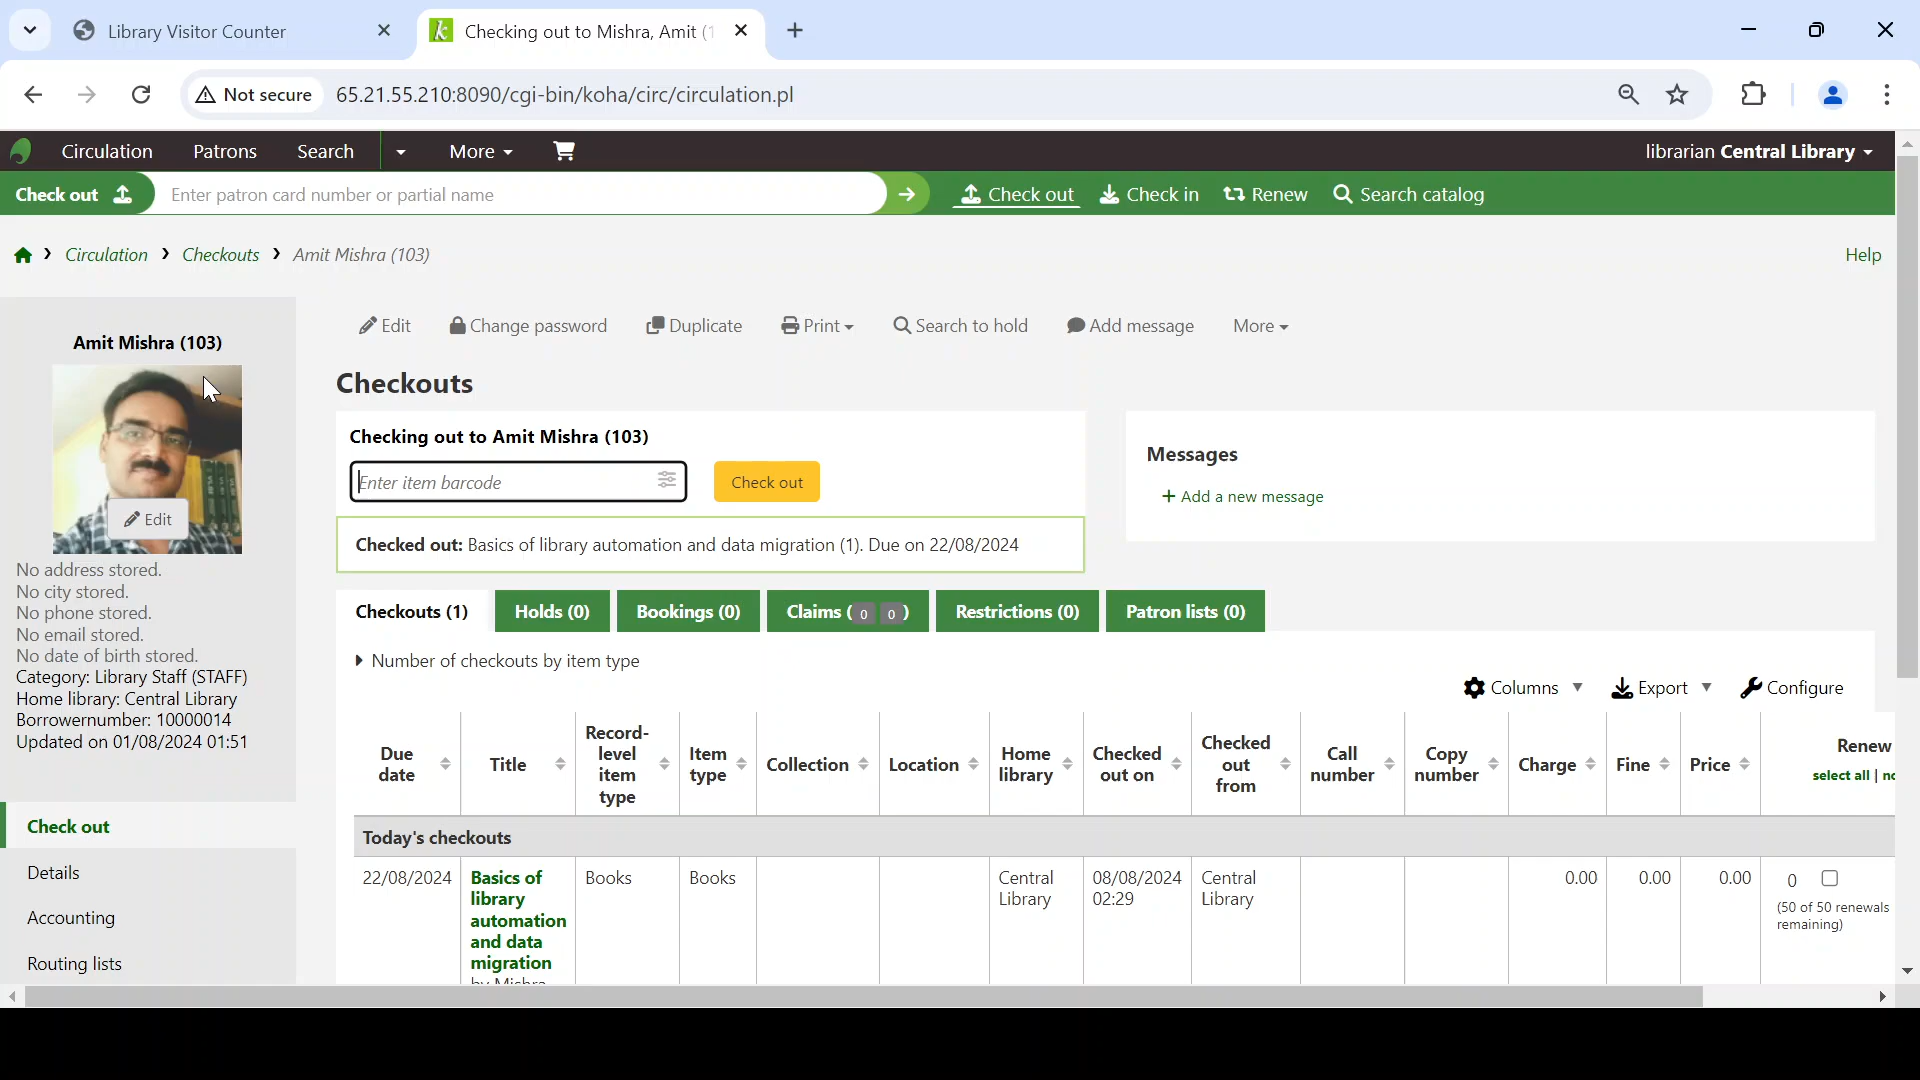 Library Visitor Counter
Checking out to Mishra, Amit (1
Not secure 65.21.55.210:8090/cgi-bin/koha/circ/circulation.pl
Circulation Patrons Search More librarian Central Library
Check out Enter patron card number or partial name Check out Check in Renew Search catalog
Circulation Checkouts Amit Mishra (103) Help
Amit Mishra (103)
Edit
No address stored.
No city stored.
No phone stored.
No email stored.
No date of birth stored.
Category: Library Staff (STAFF)
Home library: Central Library
Borrowernumber: 10000014
Updated on 01/08/2024 01:51
Check out
Details
Accounting
Routing lists
Edit Change password Duplicate Print Search to hold Add message More
Checkouts
Checking out to Amit Mishra (103)
Enter item barcode Check out
Checked out: Basics of library automation and data migration (1). Due on 22/08/2024
Messages
+ Add a new message
Checkouts (1) Holds (0) Bookings (0) Claims ( 0 0 ) Restrictions (0) Patron lists (0)
Number of checkouts by item type
Columns Export Configure
Due date
Title
Record-level item type
Item type
Collection
Location
Home library
Checked out on
Checked out from
Call number
Copy number
Charge
Fine
Price
Renew
select all | no
Today's checkouts
22/08/2024
Basics of
library
automation
and data
migration
by Mishra
Books
Books
Central
Library
08/08/2024
02:29
Central
Library
0.00
0.00
0.00
0
(50 of 50 renewals
remaining)